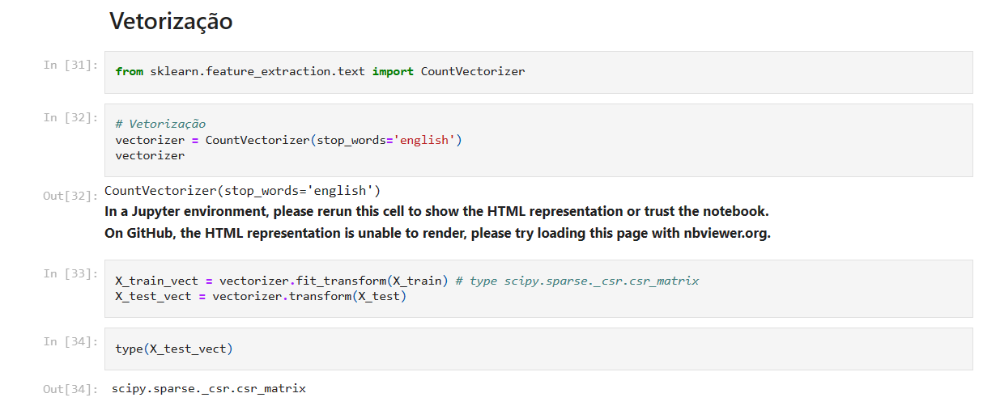 Vetorização
In [31]:
from sklearn.feature_extraction.text import CountVectorizer
In [32]:
# Vetorização
vectorizer = CountVectorizer(stop_words='english')
vectorizer
Out[32]:
CountVectorizer(stop_words='english')
In a Jupyter environment, please rerun this cell to show the HTML representation or trust the notebook.
On GitHub, the HTML representation is unable to render, please try loading this page with nbviewer.org.
In [33]:
X_train_vect = vectorizer.fit_transform(X_train) # type scipy.sparse._csr.csr_matrix
X_test_vect = vectorizer.transform(X_test)
In [34]:
type(X_test_vect)
Out[34]:
scipy.sparse._csr.csr_matrix